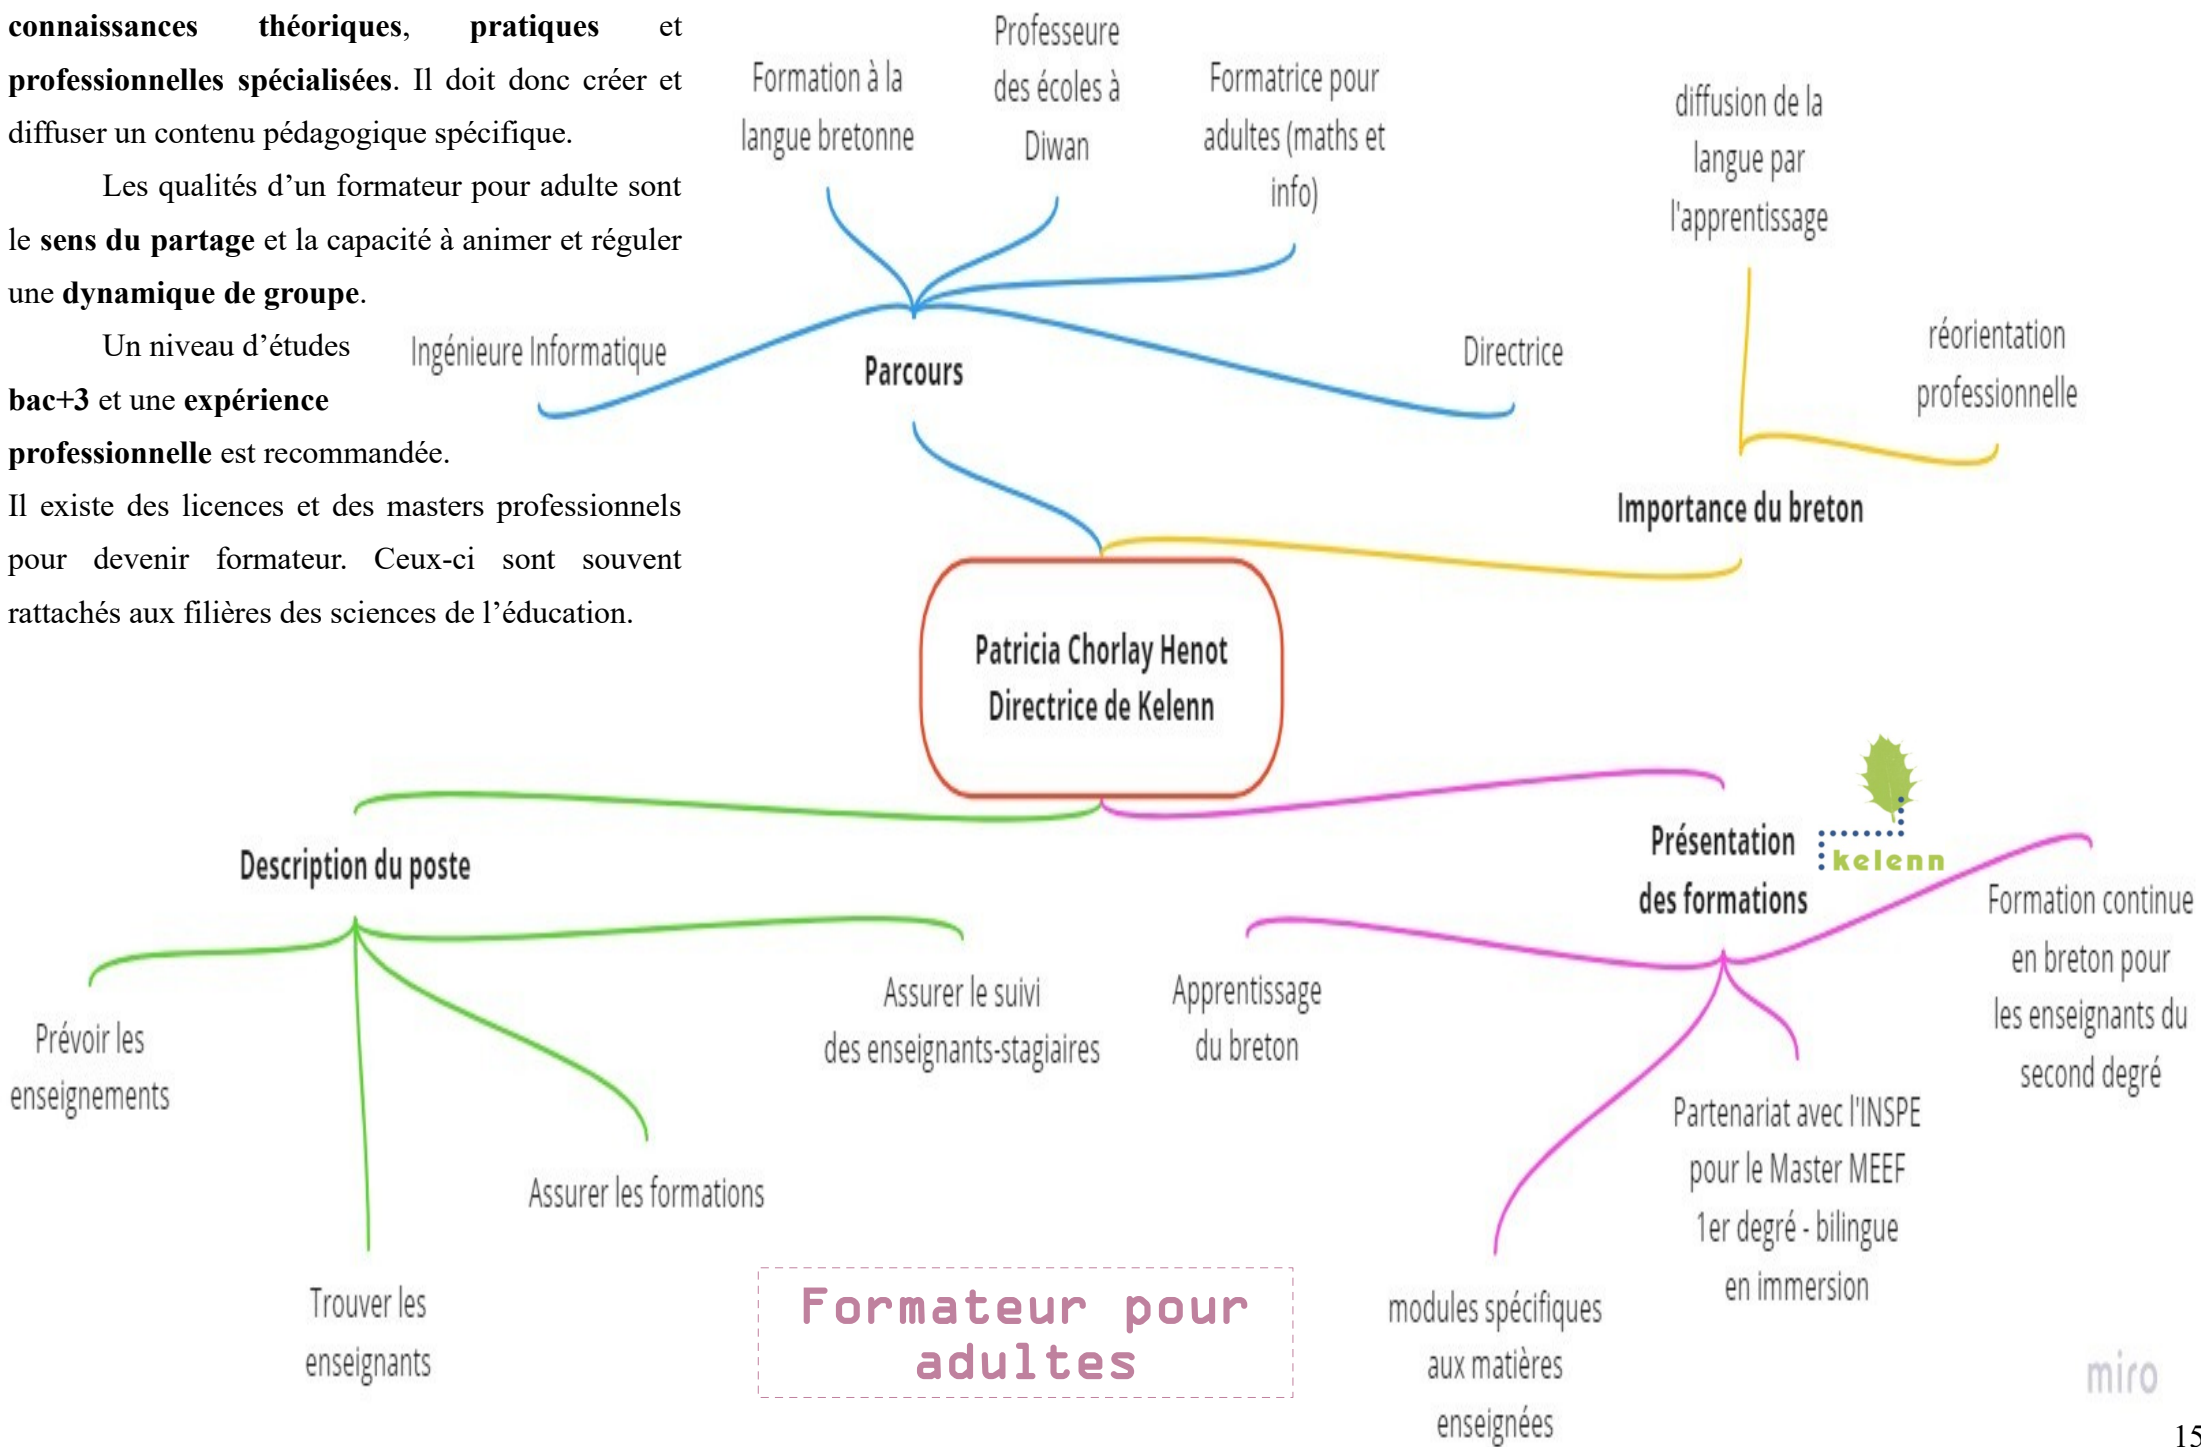 connaissances théoriques, pratiques et
professionnelles spécialisées. Il doit donc créer et
diffuser un contenu pédagogique spécifique.
Les qualités d’un formateur pour adulte sont
le sens du partage et la capacité à animer et réguler
une dynamique de groupe.
Un niveau d’études
bac+3 et une expérience
professionnelle est recommandée.
Il existe des licences et des masters professionnels
pour devenir formateur. Ceux-ci sont souvent
rattachés aux filières des sciences de l’éducation.
Ingénieure Informatique
Formation à la
langue bretonne
Professeure
des écoles à
Diwan
Formatrice pour
adultes (maths et
info)
Directrice
Parcours
diffusion de la
langue par
l'apprentissage
réorientation
professionnelle
Importance du breton
Patricia Chorlay Henot
Directrice de Kelenn
Description du poste
Prévoir les
enseignements
Trouver les
enseignants
Assurer les formations
Assurer le suivi
des enseignants-stagiaires
Présentation
des formations
kelenn
Apprentissage
du breton
modules spécifiques
aux matières
enseignées
Partenariat avec l'INSPE
pour le Master MEEF
1er degré - bilingue
en immersion
Formation continue
en breton pour
les enseignants du
second degré
Formateur pour
adultes
miro
15